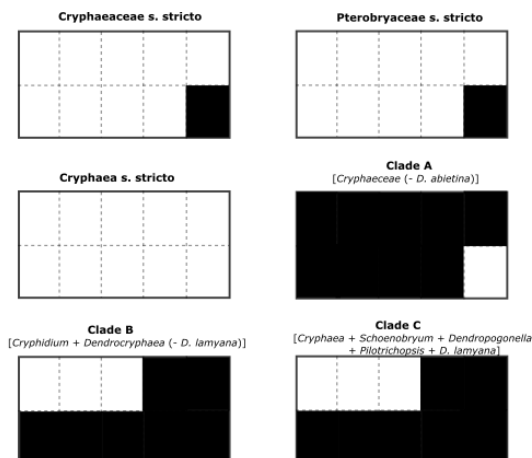 Cryphaeaceae s. stricto
Pterobryaceae s. stricto
Cryphaea s. stricto
Clade A
[Cryphaeceae (- D. abietina)]
Clade B
[Cryphidium + Dendrocryphaea (- D. lamyana)]
Clade C
[Cryphaea + Schoenobryum + Dendropogonella
+ Pilotrichopsis + D. lamyana]